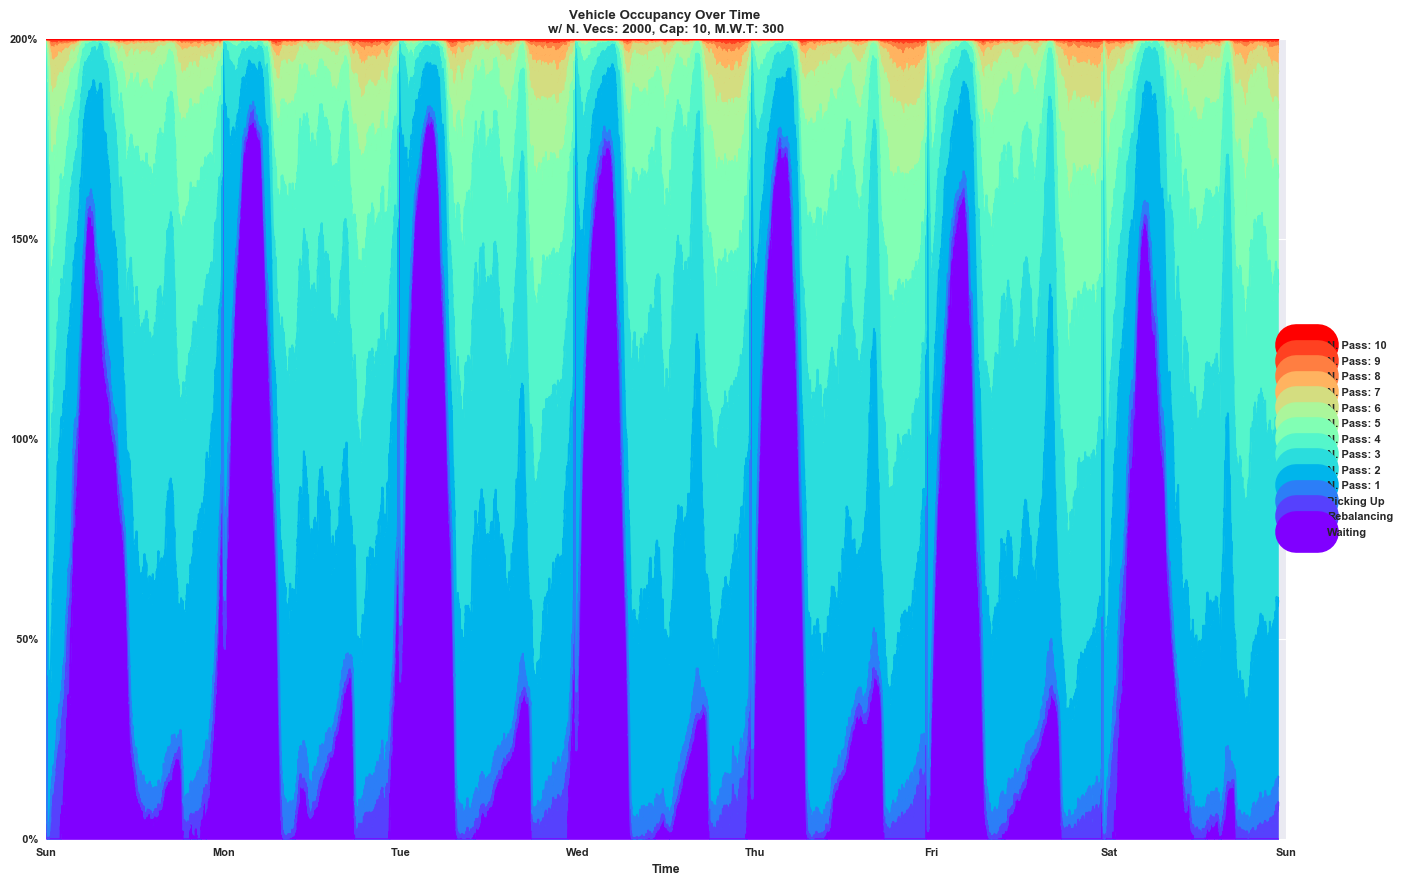 Vehicle Occupancy Over Time
w/ N. Vecs: 2000, Cap: 10, M.W.T: 300
200%
150%
100%
50%
0%
Sun
Mon
Tue
Wed
Thu
Fri
Sat
Sun
Time
N. Pass: 10
N. Pass: 9
N. Pass: 8
N. Pass: 7
N. Pass: 6
N. Pass: 5
N. Pass: 4
N. Pass: 3
N. Pass: 2
N. Pass: 1
Picking Up
Rebalancing
Waiting